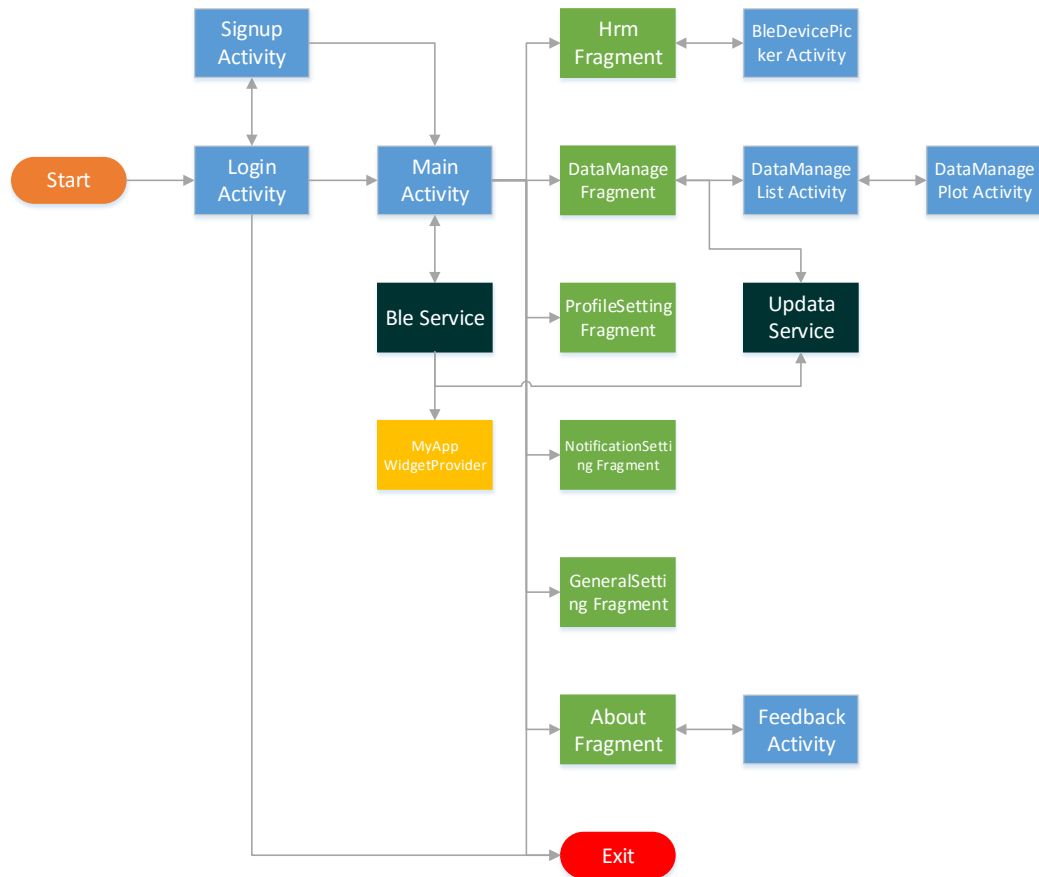 Signup
Activity
Hrm
Fragment
BleDevicePic
ker Activity
Start
Login
Activity
Main
Activity
DataManage
Fragment
DataManage
List Activity
DataManage
Plot Activity
Ble Service
ProfileSetting
Fragment
Updata
Service
MyApp
WidgetProvider
NotificationSetti
ng Fragment
GeneralSetti
ng Fragment
About
Fragment
Feedback
Activity
Exit